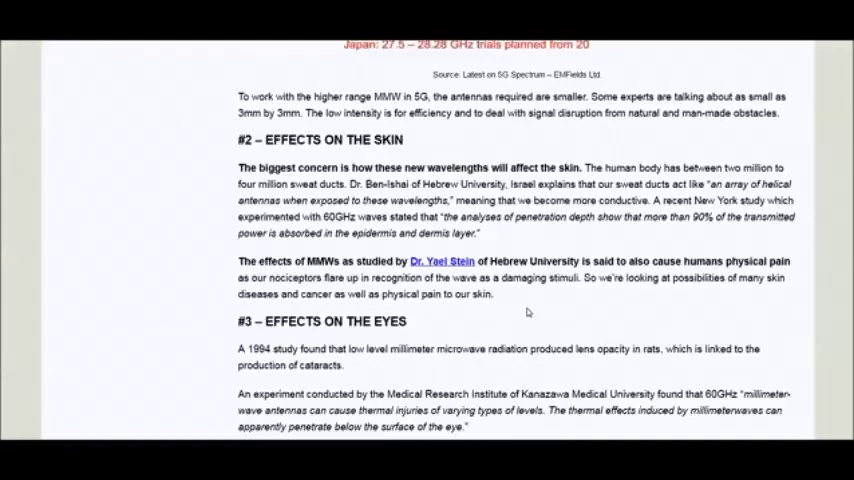 Japan: 27.5 – 28.28 GHz trials planned from 20
Source: Latest on 5G Spectrum – EMFields Ltd.
To work with the higher range MMW in 5G, the antennas required are smaller. Some experts are talking about as small as
3mm by 3mm. The low intensity is for efficiency and to deal with signal disruption from natural and man-made obstacles.
#2 – EFFECTS ON THE SKIN
The biggest concern is how these new wavelengths will affect the skin. The human body has between two million to
four million sweat ducts. Dr. Ben-Ishai of Hebrew University, Israel explains that our sweat ducts act like "an array of helical
antennas when exposed to these wavelengths," meaning that we become more conductive. A recent New York study which
experimented with 60GHz waves stated that "the analyses of penetration depth show that more than 90% of the transmitted
power is absorbed in the epidermis and dermis layer."
The effects of MMWs as studied by Dr. Yael Stein of Hebrew University is said to also cause humans physical pain
as our nociceptors flare up in recognition of the wave as a damaging stimuli. So we're looking at possibilities of many skin
diseases and cancer as well as physical pain to our skin.
#3 – EFFECTS ON THE EYES
A 1994 study found that low level millimeter microwave radiation produced lens opacity in rats, which is linked to the
production of cataracts.
An experiment conducted by the Medical Research Institute of Kanazawa Medical University found that 60GHz "millimeter-
wave antennas can cause thermal injuries of varying types of levels. The thermal effects induced by millimeterwaves can
apparently penetrate below the surface of the eye."